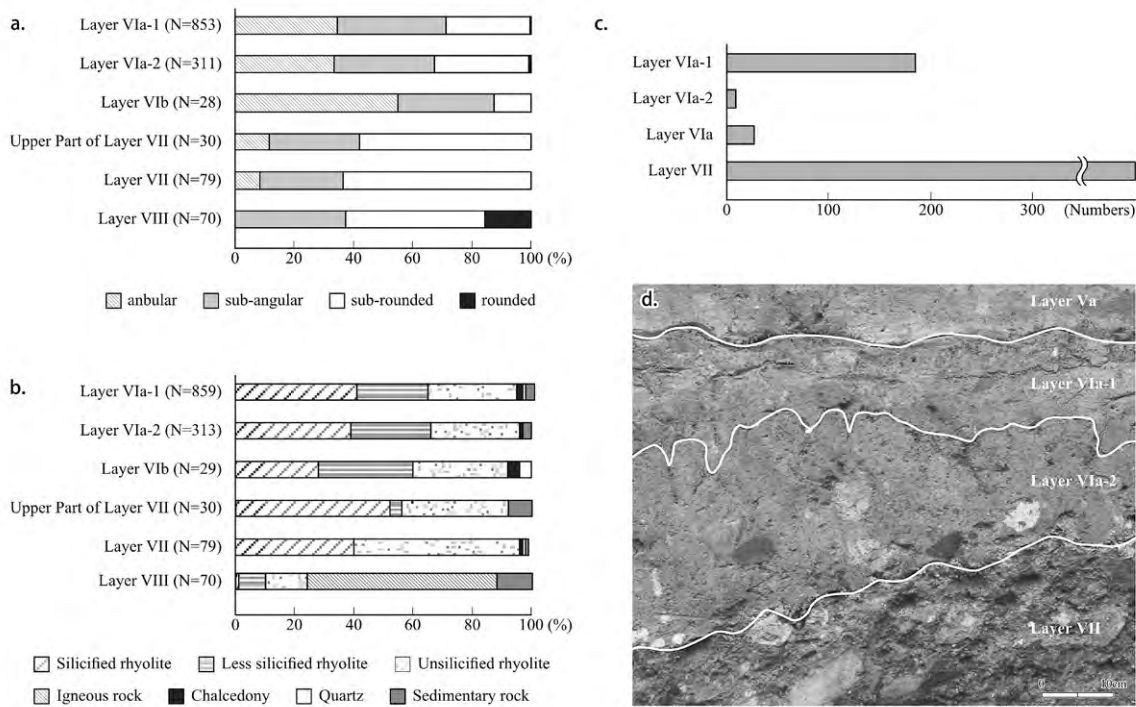 a.
Layer VIa-1 (N=853)
Layer VIa-2 (N=311)
Layer VIb (N=28)
Upper Part of Layer VII (N=30)
Layer VII (N=79)
Layer VIII (N=70)
0 20 40 60 80 100 (%)
anbular sub-angular sub-rounded rounded
b.
Layer VIa-1 (N=859)
Layer VIa-2 (N=313)
Layer VIb (N=29)
Upper Part of Layer VII (N=30)
Layer VII (N=79)
Layer VIII (N=70)
0 20 40 60 80 100 (%)
Silicified rhyolite Less silicified rhyolite Unsilicified rhyolite
Igneous rock Chalcedony Quartz Sedimentary rock
c.
Layer VIa-1
Layer VIa-2
Layer VIa
Layer VII
0 100 200 300 (Numbers)
d.
Layer Va
Layer VIa-1
Layer VIa-2
Layer VII
0 10cm